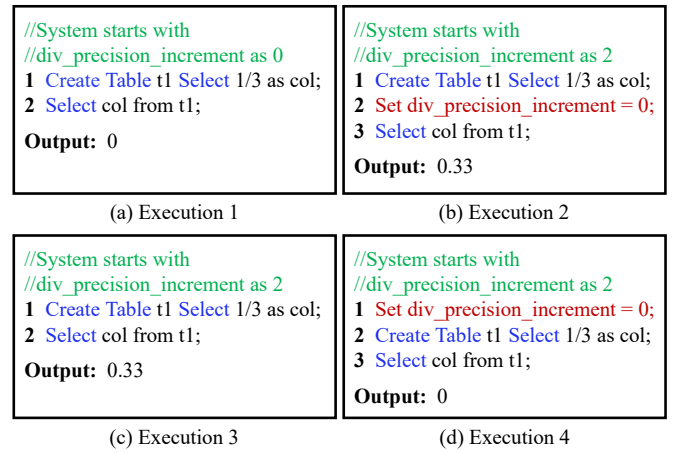 //System starts with
//div_precision_increment as 0
1 Create Table t1 Select 1/3 as col;
2 Select col from t1;
Output: 0
(a) Execution 1
//System starts with
//div_precision_increment as 2
1 Create Table t1 Select 1/3 as col;
2 Set div_precision_increment = 0;
3 Select col from t1;
Output: 0.33
(b) Execution 2
//System starts with
//div_precision_increment as 2
1 Create Table t1 Select 1/3 as col;
2 Select col from t1;
Output: 0.33
(c) Execution 3
//System starts with
//div_precision_increment as 2
1 Set div_precision_increment = 0;
2 Create Table t1 Select 1/3 as col;
3 Select col from t1;
Output: 0
(d) Execution 4